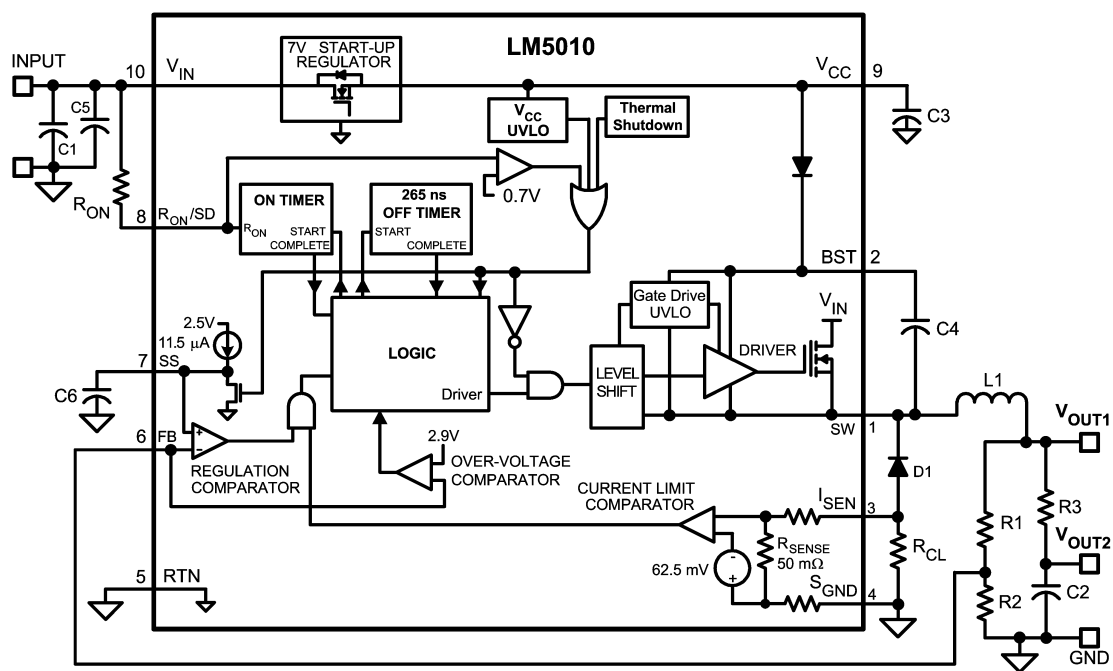 LM5010
7V START-UP
REGULATOR
INPUT
10
V_IN
V_CC
9
C5
C1
C3
V_CC
UVLO
Thermal
Shutdown
0.7V
R_ON
8
R_ON/SD
ON TIMER
R_ON
START
COMPLETE
265 ns
OFF TIMER
START
COMPLETE
BST
2
Gate Drive
UVLO
V_IN
C4
2.5V
11.5 μA
LOGIC
DRIVER
7
SS
C6
Driver
LEVEL
SHIFT
L1
V_OUT1
SW
1
6
FB
+
−
REGULATION
COMPARATOR
2.9V
OVER-VOLTAGE
COMPARATOR
D1
CURRENT LIMIT
COMPARATOR
I_SEN
3
R1
R3
R_SENSE
50 mΩ
R_CL
V_OUT2
62.5 mV
-
+
5
RTN
S_GND
4
R2
C2
GND